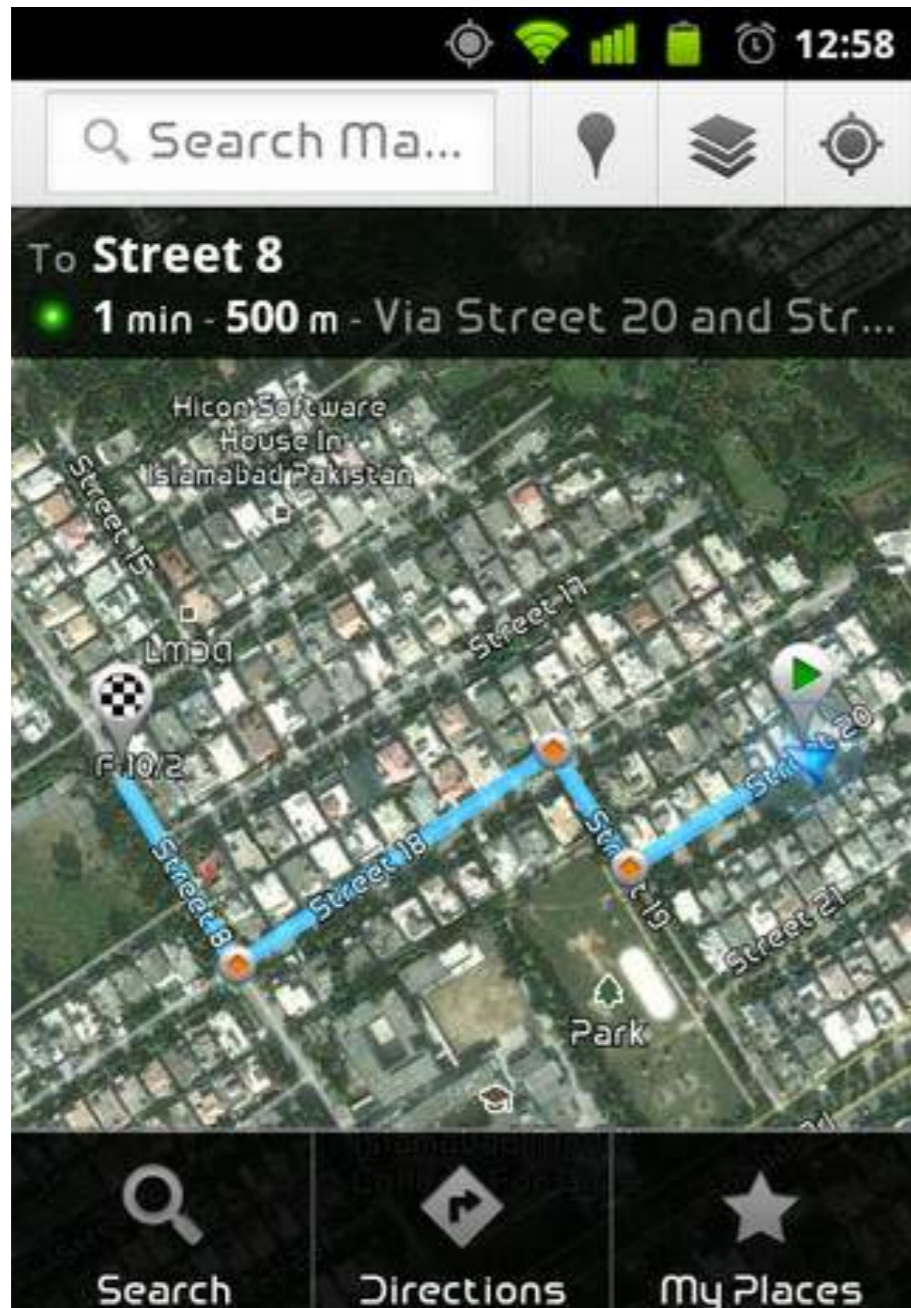 12:58
Search Ma...
To Street 8
1 min - 500 m - Via Street 20 and Str...
Hicon Software
House In
Islamabad Pakistan
Street 15
Street 17
Lmda
F-10/2
Street 20
Street 18
Street 8
Street 19
Street 21
Park
Search
Directions
My Places